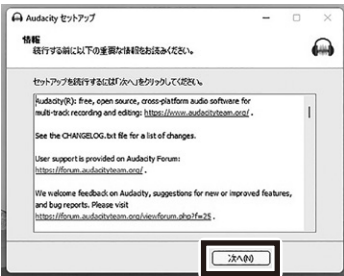 Audacity セットアップ
情報
続行する前に以下の重要な情報をお読みください。
セットアップを続行するには「次へ」をクリックしてください。
Audacity(R): free, open source, cross-platform audio software for
multi-track recording and editing: https://www.audacityteam.org/ .
See the CHANGELOG.txt file for a list of changes.
User support is provided on Audacity Forum:
https://forum.audacityteam.org/ .
We welcome feedback on Audacity, suggestions for new or improved features,
and bug reports. Please visit
https://forum.audacityteam.org/viewforum.php?f=25 .
次へ(N)